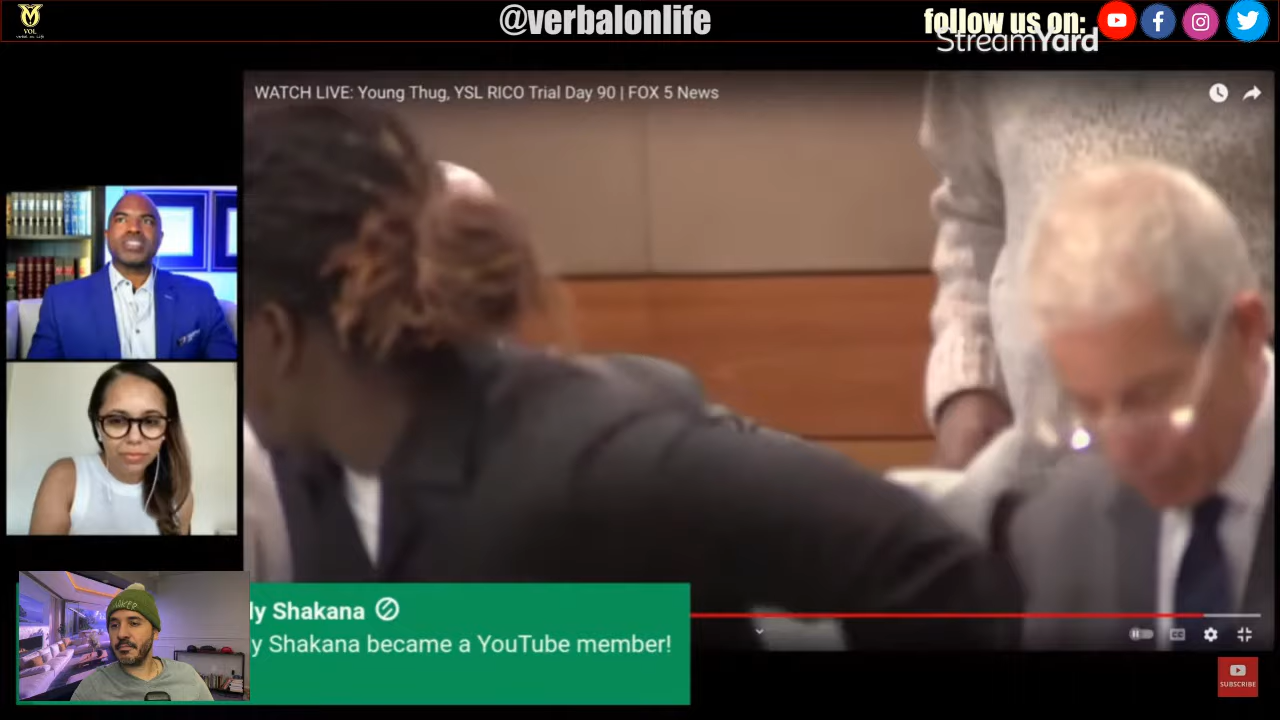 @verbalonlife
follow us on:
VOL
StreamYard
WATCH LIVE: Young Thug, YSL RICO Trial Day 90 | FOX 5 News
ly Shakana
y Shakana became a YouTube member!
SUBSCRIBE